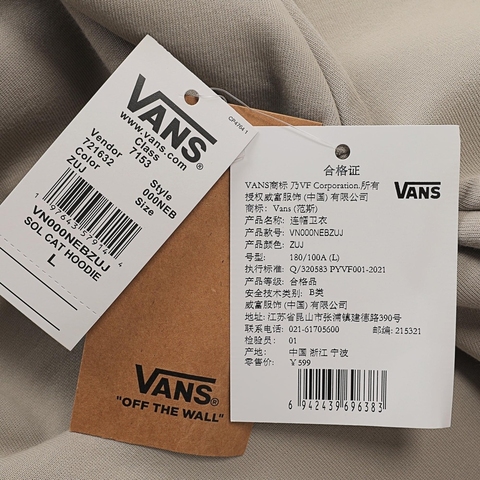 CP476A 1
VANS
www.vans.com
Class
7153
Vendor
721632
Color
ZUJ
Style
000NEB
Size
VN000NEBZUJ
SOL CAT HOODIE
L
VANS®
"OFF THE WALL"
合格证
VANS商标 乃VF Corporation.所有
授权威富服饰 (中国) 有限公司
VANS
商标: Vans (范斯)
产品名称: 连帽卫衣
产品款号: VN000NEBZUJ
产品颜色: ZUJ
号型: 180/100A (L)
执行标准: Q/320583 PYVF001-2021
产品等级: 合格品
安全技术类别: B类
威富服饰 (中国) 有限公司
地址: 江苏省昆山市张浦镇建德路390号
联系电话: 021-61705600 邮编: 215321
检验员: 01
产地: 中国 浙江 宁波
零售价: ¥599
6 942439 696383